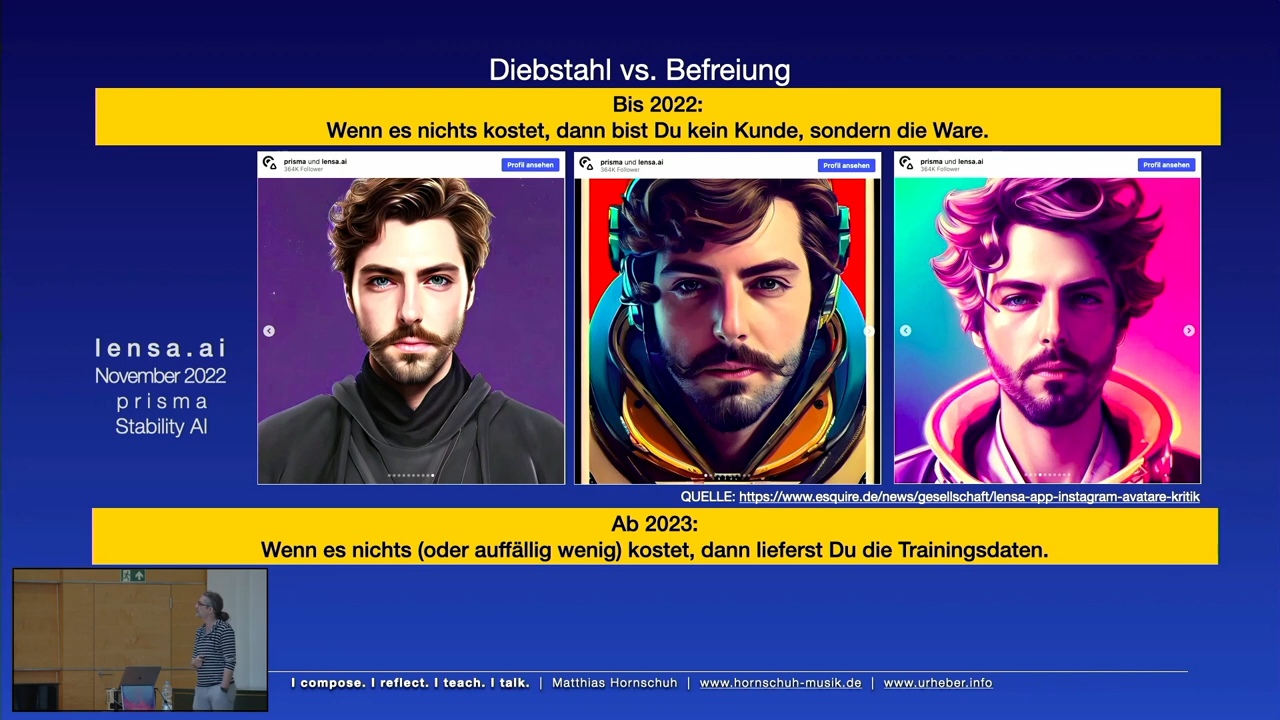 Diebstahl vs. Befreiung
Bis 2022:
Wenn es nichts kostet, dann bist Du kein Kunde, sondern die Ware.
prisma und lensa.ai
364K Follower
Profil ansehen
prisma und lensa.ai
364K Follower
Profil ansehen
prisma und lensa.ai
364K Follower
Profil ansehen
lensa.ai
November 2022
prisma
Stability AI
QUELLE: https://www.esquire.de/news/gesellschaft/lensa-app-instagram-avatare-kritik
Ab 2023:
Wenn es nichts (oder auffällig wenig) kostet, dann lieferst Du die Trainingsdaten.
I compose. I reflect. I teach. I talk. | Matthias Hornschuh | www.hornschuh-musik.de | www.urheber.info